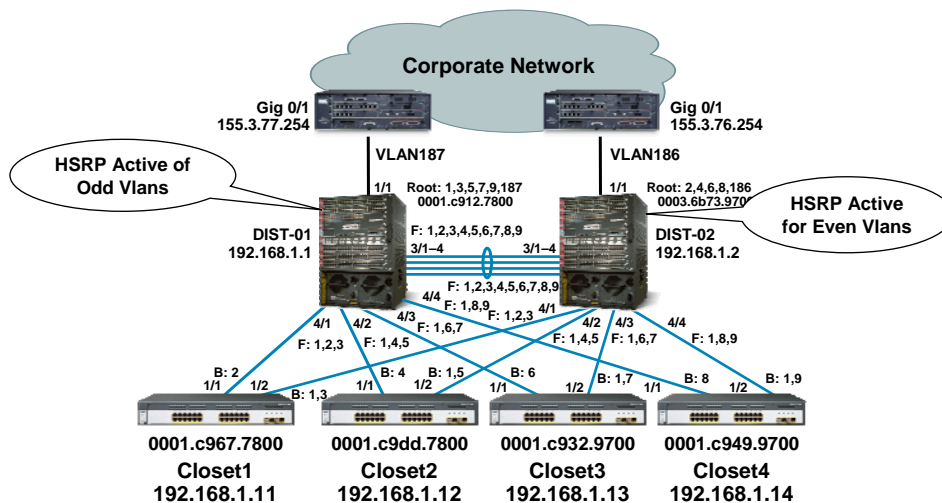 Corporate Network
Gig 0/1
155.3.77.254
Gig 0/1
155.3.76.254
HSRP Active of
Odd Vlans
VLAN187
VLAN186
HSRP Active
for Even Vlans
1/1
Root: 1,3,5,7,9,187
0001.c912.7800
1/1
Root: 2,4,6,8,186
0003.6b73.970
DIST-01
192.168.1.1
F: 1,2,3,4,5,6,7,8,9
3/1–4
3/1–4
DIST-02
192.168.1.2
F: 1,2,3,4,5,6,7,8,9
4/1
4/2
4/3
4/4
F: 1,8,9
F: 1,2,3
4/1
4/2
4/3
4/4
F: 1,2,3
F: 1,4,5
F: 1,6,7
F: 1,4,5
F: 1,6,7
F: 1,8,9
B: 2
1/1
1/2
B: 1,3
B: 4
1/1
B: 1,5
1/2
B: 6
1/1
B: 1,7
1/2
B: 8
1/1
B: 1,9
1/2
0001.c967.7800
0001.c9dd.7800
0001.c932.9700
0001.c949.9700
Closet1
Closet2
Closet3
Closet4
192.168.1.11
192.168.1.12
192.168.1.13
192.168.1.14